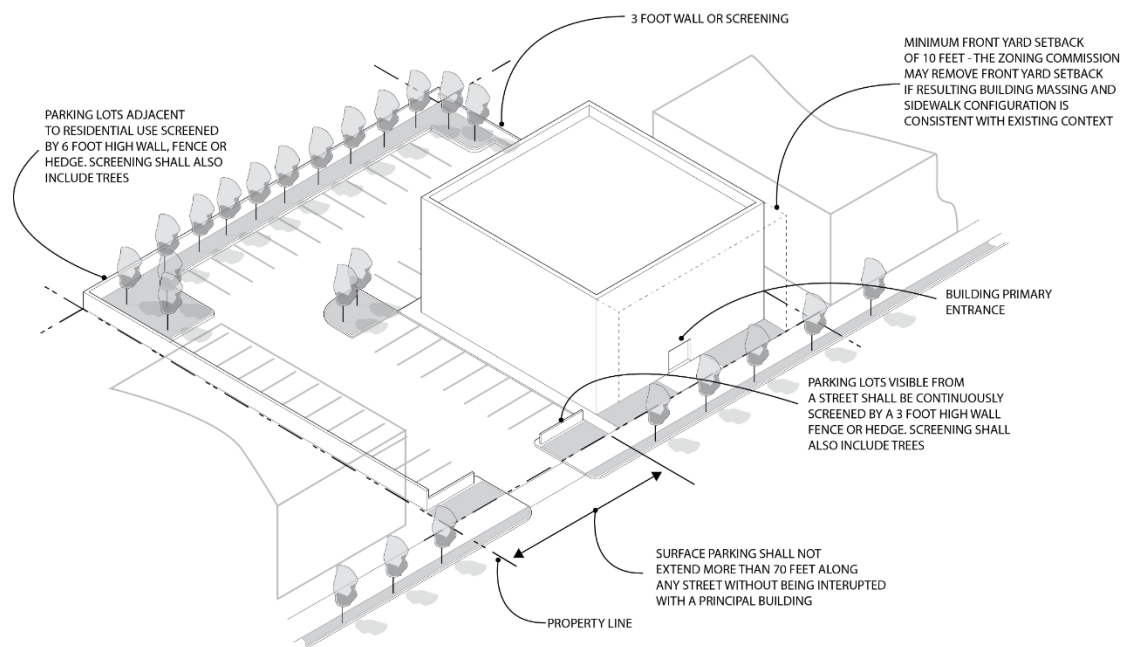 3 FOOT WALL OR SCREENING
MINIMUM FRONT YARD SETBACK
OF 10 FEET - THE ZONING COMMISSION
MAY REMOVE FRONT YARD SETBACK
IF RESULTING BUILDING MASSING AND
SIDEWALK CONFIGURATION IS
CONSISTENT WITH EXISTING CONTEXT
PARKING LOTS ADJACENT
TO RESIDENTIAL USE SCREENED
BY 6 FOOT HIGH WALL, FENCE OR
HEDGE. SCREENING SHALL ALSO
INCLUDE TREES
BUILDING PRIMARY
ENTRANCE
PARKING LOTS VISIBLE FROM
A STREET SHALL BE CONTINUOUSLY
SCREENED BY A 3 FOOT HIGH WALL
FENCE OR HEDGE. SCREENING SHALL
ALSO INCLUDE TREES
SURFACE PARKING SHALL NOT
EXTEND MORE THAN 70 FEET ALONG
ANY STREET WITHOUT BEING INTERUPTED
WITH A PRINCIPAL BUILDING
PROPERTY LINE